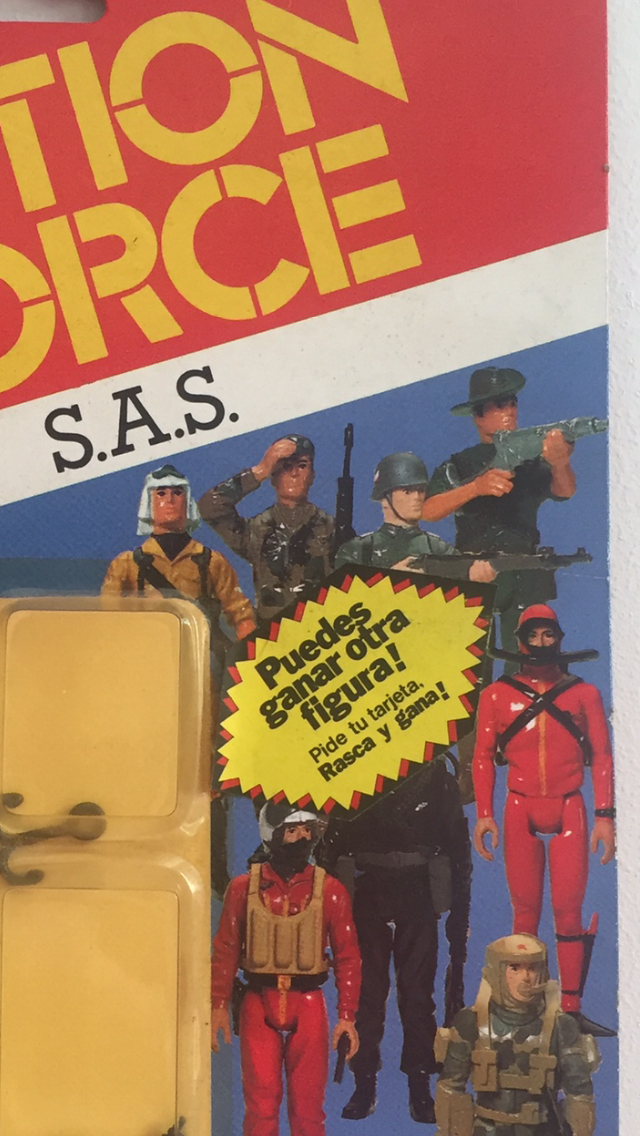 TION
ORCE
S.A.S.
Puedes
ganar otra
figura!
Pide tu tarjeta,
Rasca y gana!